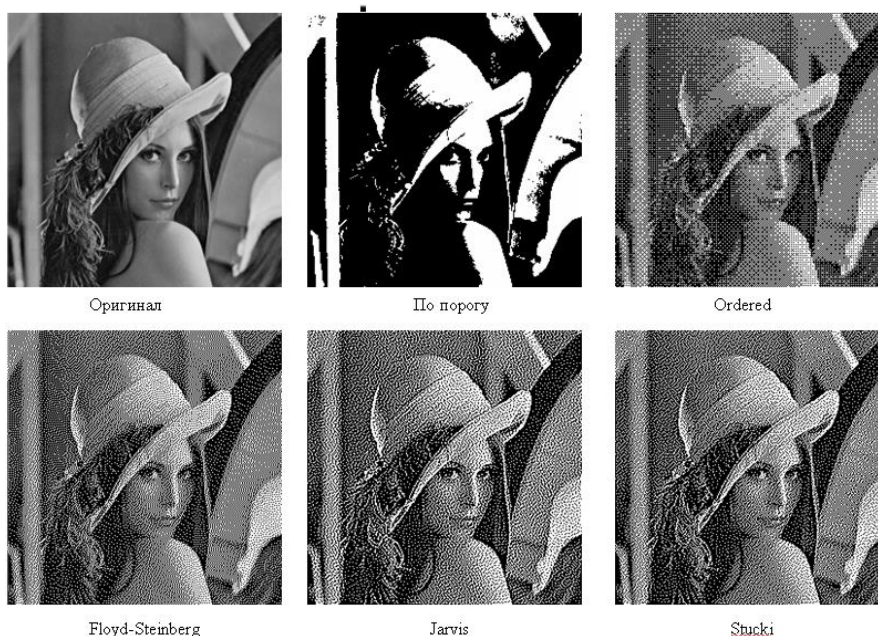 Оригинал
По порогу
Ordered
Floyd-Steinberg
Jarvis
Stucki